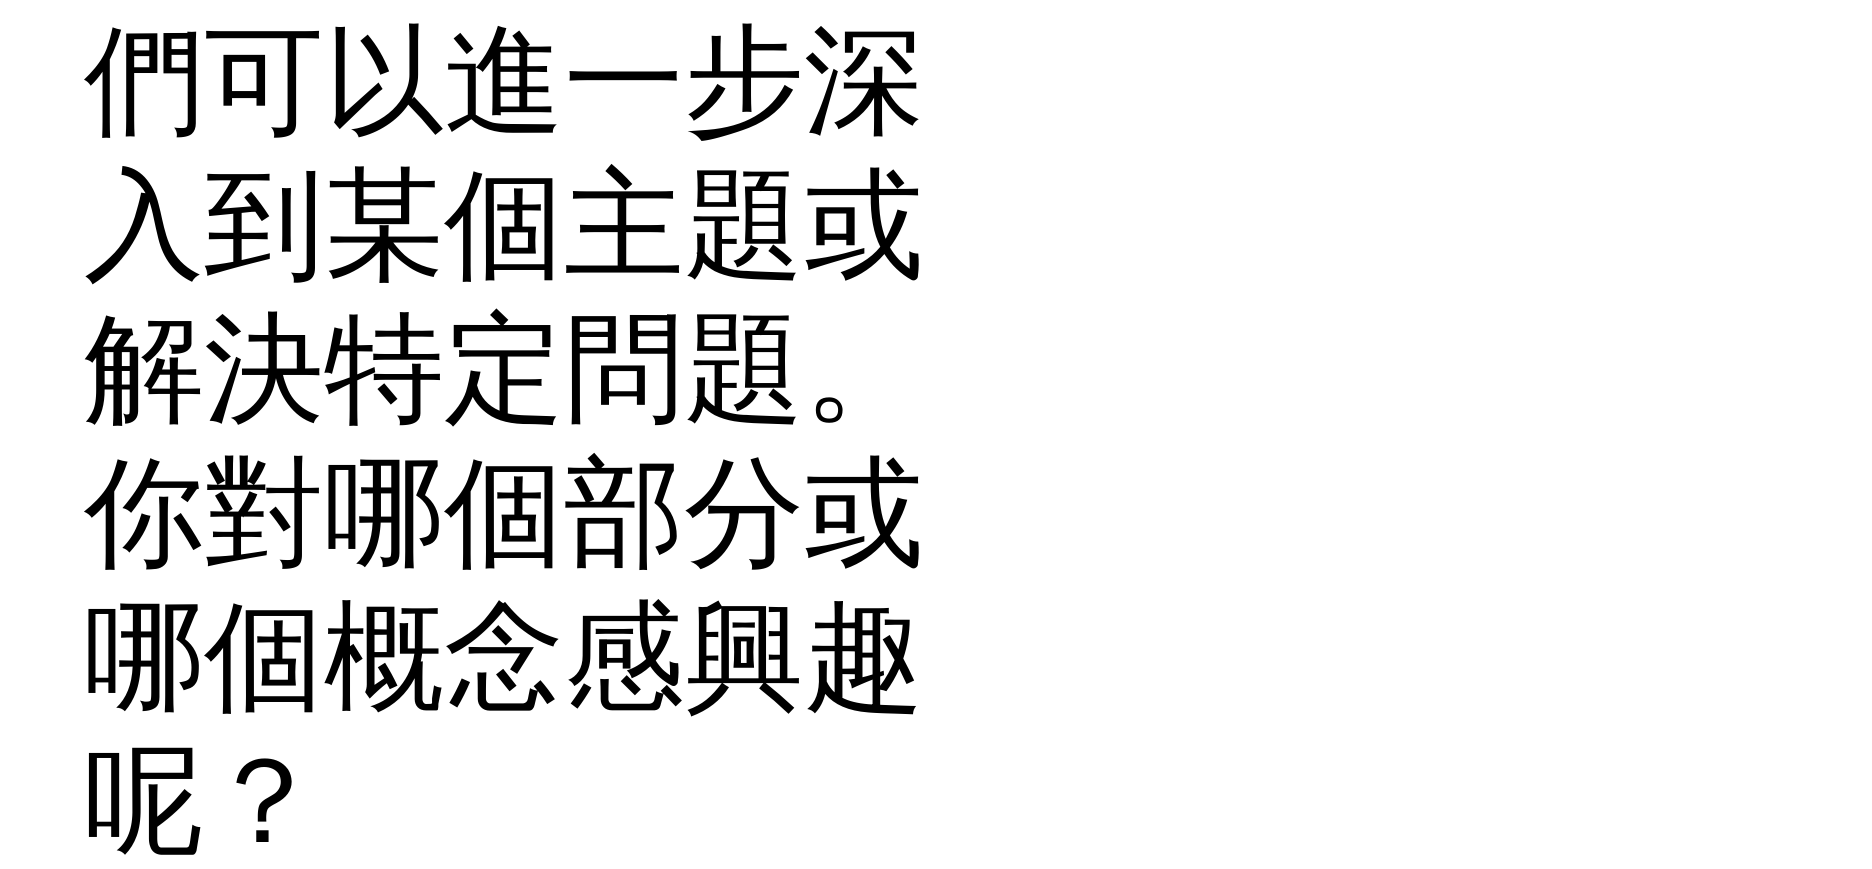 們可以進一步深
入到某個主題或
解決特定問題。
你對哪個部分或
哪個概念感興趣
呢？